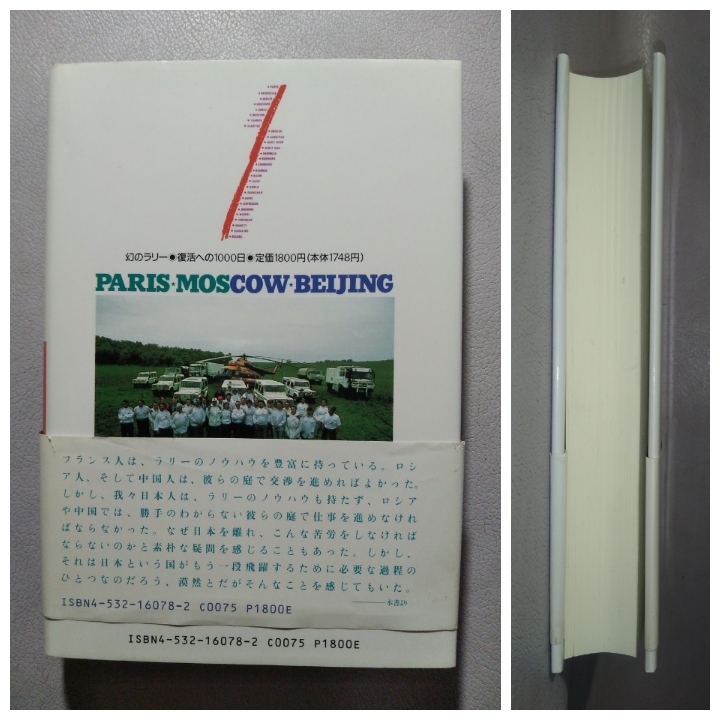 PARIS
幻のラリー●復活への1000日●定価1800円(本体1748円)
PARIS·MOSCOW·BEIJING
フランス人は、ラリーのノウハウを豊富に持っている。ロシ
ア人、そして中国人は、彼らの庭で交渉を進めればよかった。
しかし、我々日本人は、ラリーのノウハウも持たず、ロシア
や中国では、勝手のわからない彼らの庭で仕事を進めなけれ
ばならなかった。なぜ日本を離れ、こんな苦労をしなければ
ならないのかと素朴な疑問を感じることもあった。しかし、
それは日本という国がもう一段飛躍するために必要な過程の
ひとつなのだろう、漠然とだがそんなことを感じてもいた。
——本書より
ISBN4-532-16078-2 C0075 P1800E
ISBN4-532-16078-2 C0075 P1800E